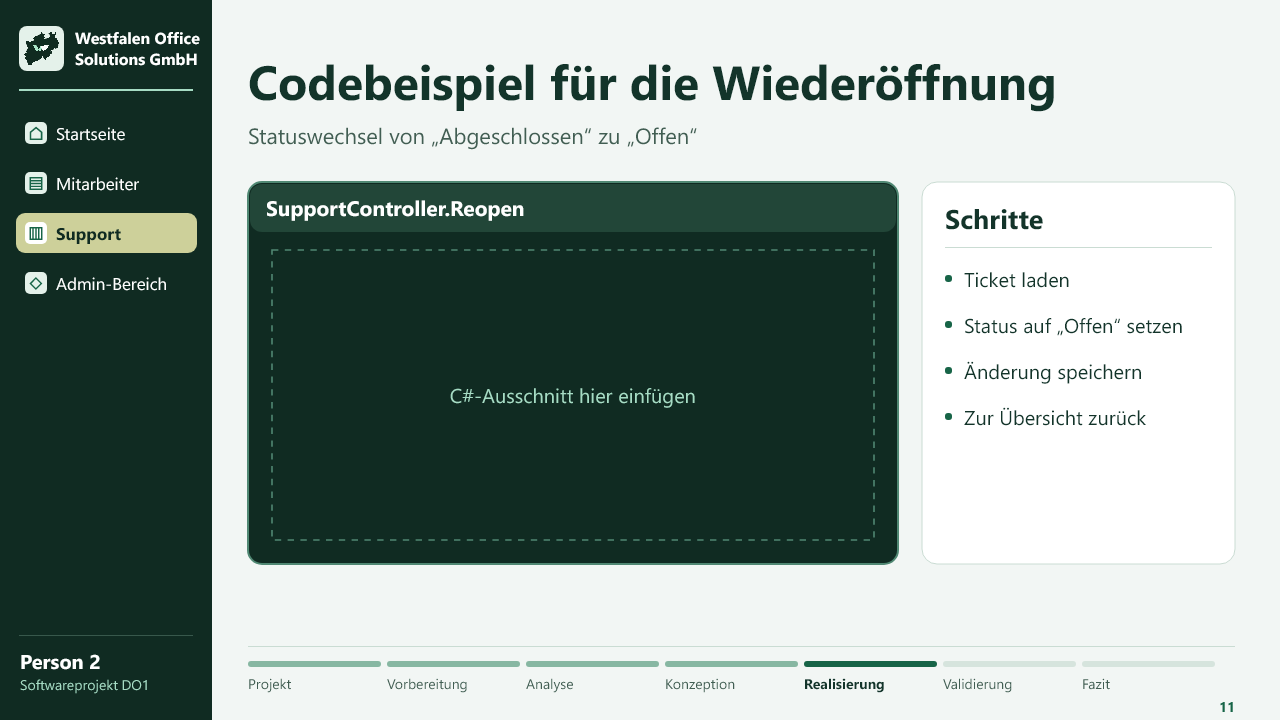 Westfalen Office
Solutions GmbH
Startseite
Mitarbeiter
Support
Admin-Bereich
Person 2
Softwareprojekt DO1
Codebeispiel für die Wiederöffnung
Statuswechsel von „Abgeschlossen“ zu „Offen“
SupportController.Reopen
C#-Ausschnitt hier einfügen
Schritte
• Ticket laden
• Status auf „Offen“ setzen
• Änderung speichern
• Zur Übersicht zurück
Projekt
Vorbereitung
Analyse
Konzeption
Realisierung
Validierung
Fazit
11